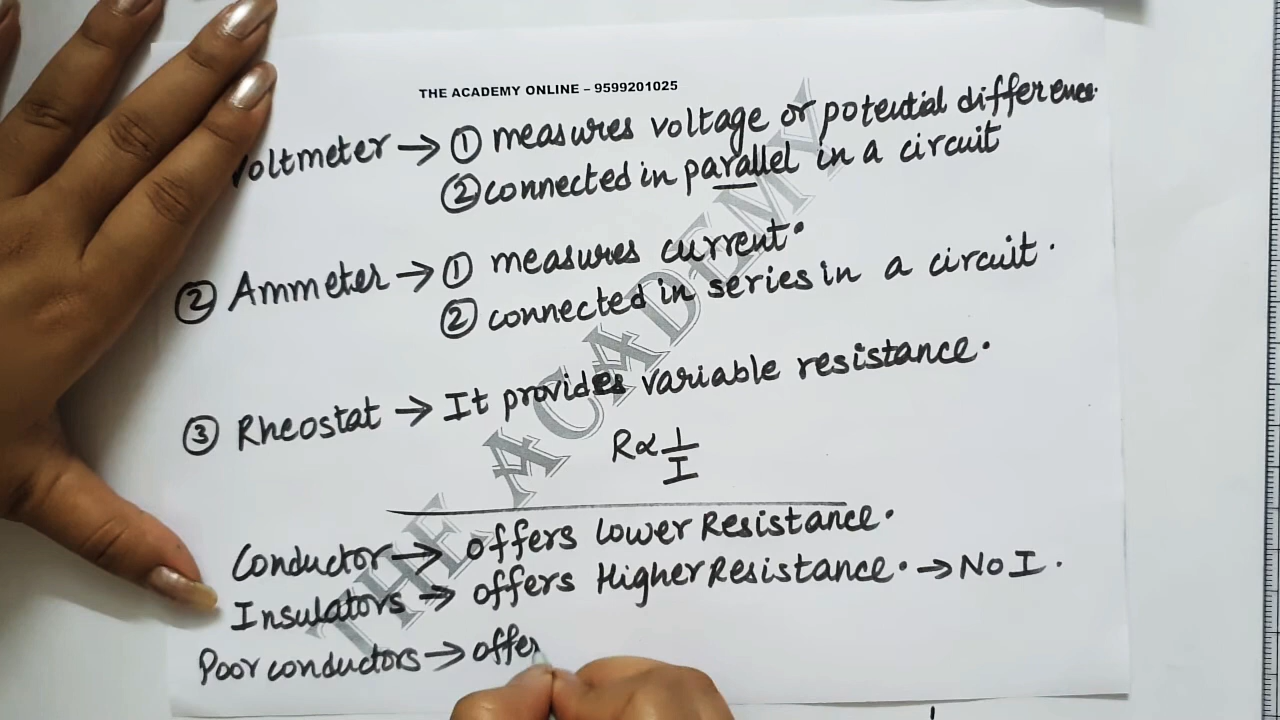 THE ACADEMY ONLINE – 9599201025
oltmeter → ① measures voltage or potential difference.
② connected in parallel in a circuit
② Ammeter → ① measures current.
② connected in series in a circuit.
③ Rheostat → It provides variable resistance.
R ∝ 1/I
Conductor → offers Lower Resistance.
Insulators → offers Higher Resistance. → No I.
Poor conductors → offer
THE ACADEMY